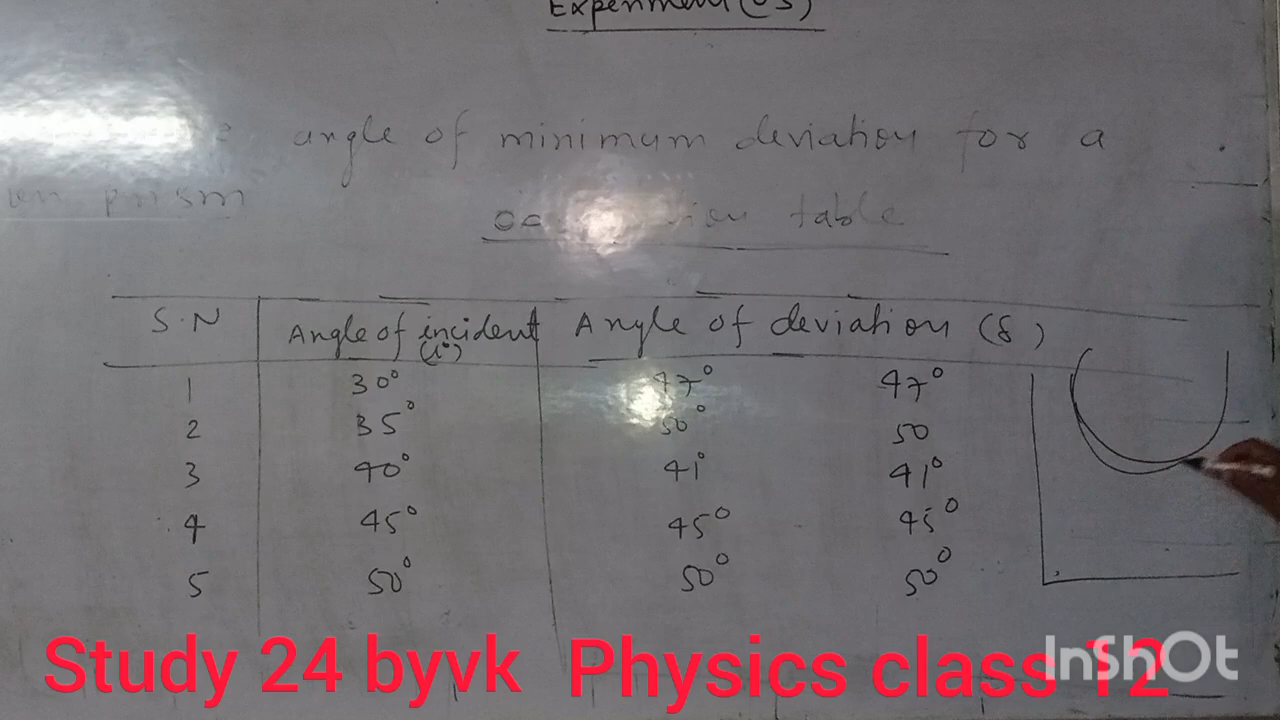 Experiment (05)
angle of minimum deviation for a
prism
table
S.N Angle of incident (i°) Angle of deviation (δ)
1 30° 47° 47°
2 35° 50° 50
3 40° 41° 41°
4 45° 45° 45°
5 50° 50° 50°
Study 24 byvk Physics class 12
InShOt